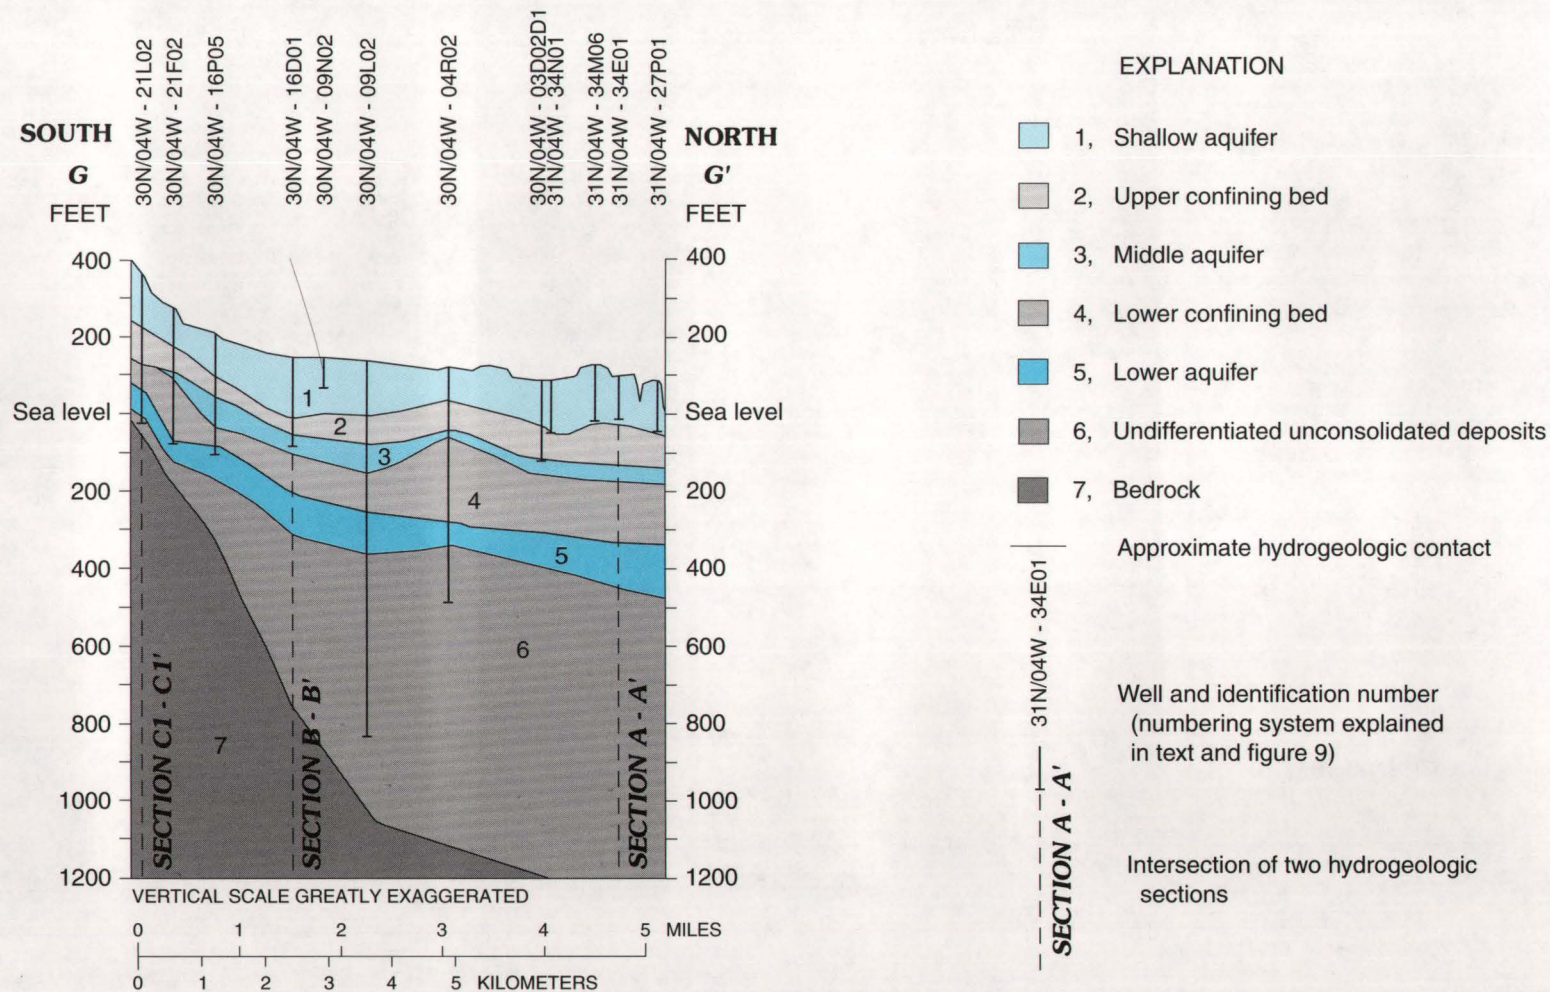 30N/04W - 21L02
30N/04W - 21F02
30N/04W - 16P05
30N/04W - 16D01
30N/04W - 09N02
30N/04W - 09L02
30N/04W - 04R02
30N/04W - 03D02D1
31N/04W - 34N01
31N/04W - 34M06
31N/04W - 34E01
31N/04W - 27P01
SOUTH
G
FEET
NORTH
G'
FEET
400
200
Sea level
200
400
600
800
1000
1200
400
200
Sea level
200
400
600
800
1000
1200
1
2
3
4
5
6
7
SECTION C1 - C1'
SECTION B - B'
SECTION A - A'
VERTICAL SCALE GREATLY EXAGGERATED
0 1 2 3 4 5 MILES
0 1 2 3 4 5 KILOMETERS
EXPLANATION
1, Shallow aquifer
2, Upper confining bed
3, Middle aquifer
4, Lower confining bed
5, Lower aquifer
6, Undifferentiated unconsolidated deposits
7, Bedrock
Approximate hydrogeologic contact
31N/04W - 34E01
Well and identification number
(numbering system explained
in text and figure 9)
SECTION A - A'
Intersection of two hydrogeologic
sections